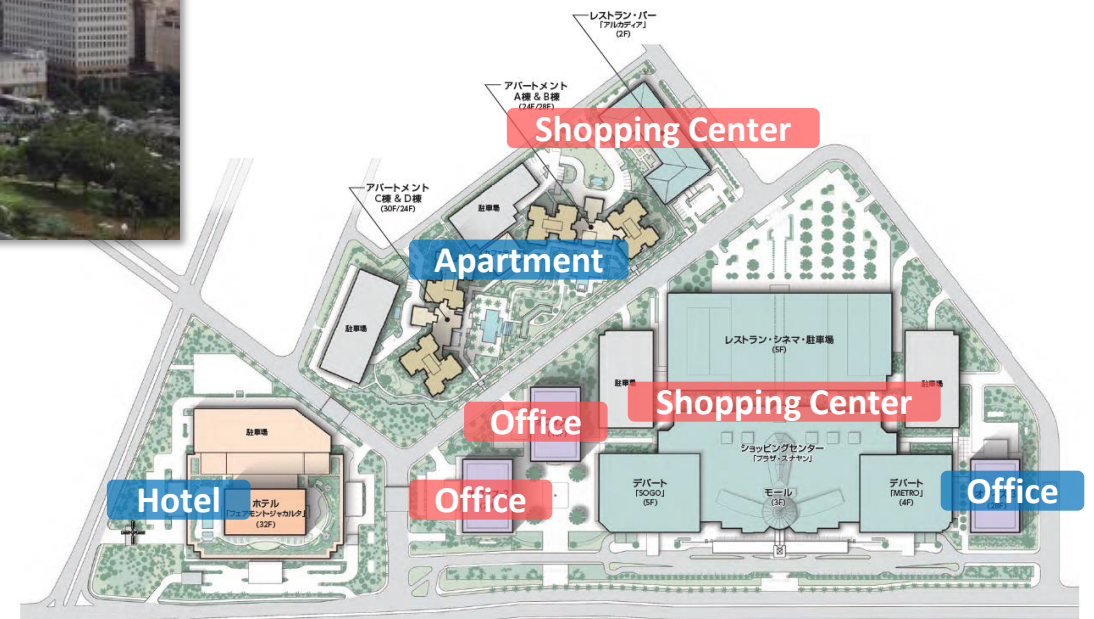 レストラン・バー
「アルカディア」
(2F)
アパートメント
A棟 & B棟
(24F/28F)
Shopping Center
アパートメント
C棟 & D棟
(30F/24F)
駐車場
Apartment
駐車場
レストラン・シネマ・駐車場
(5F)
駐車場
駐車場
Shopping Center
Office
駐車場
ショッピングセンター
「プラザ・スナヤン」
デパート
「SOGO」
(5F)
モール
(3F)
デパート
「METRO」
(4F)
Office
Hotel
ホテル
「フェアモントジャカルタ」
(32F)
Office